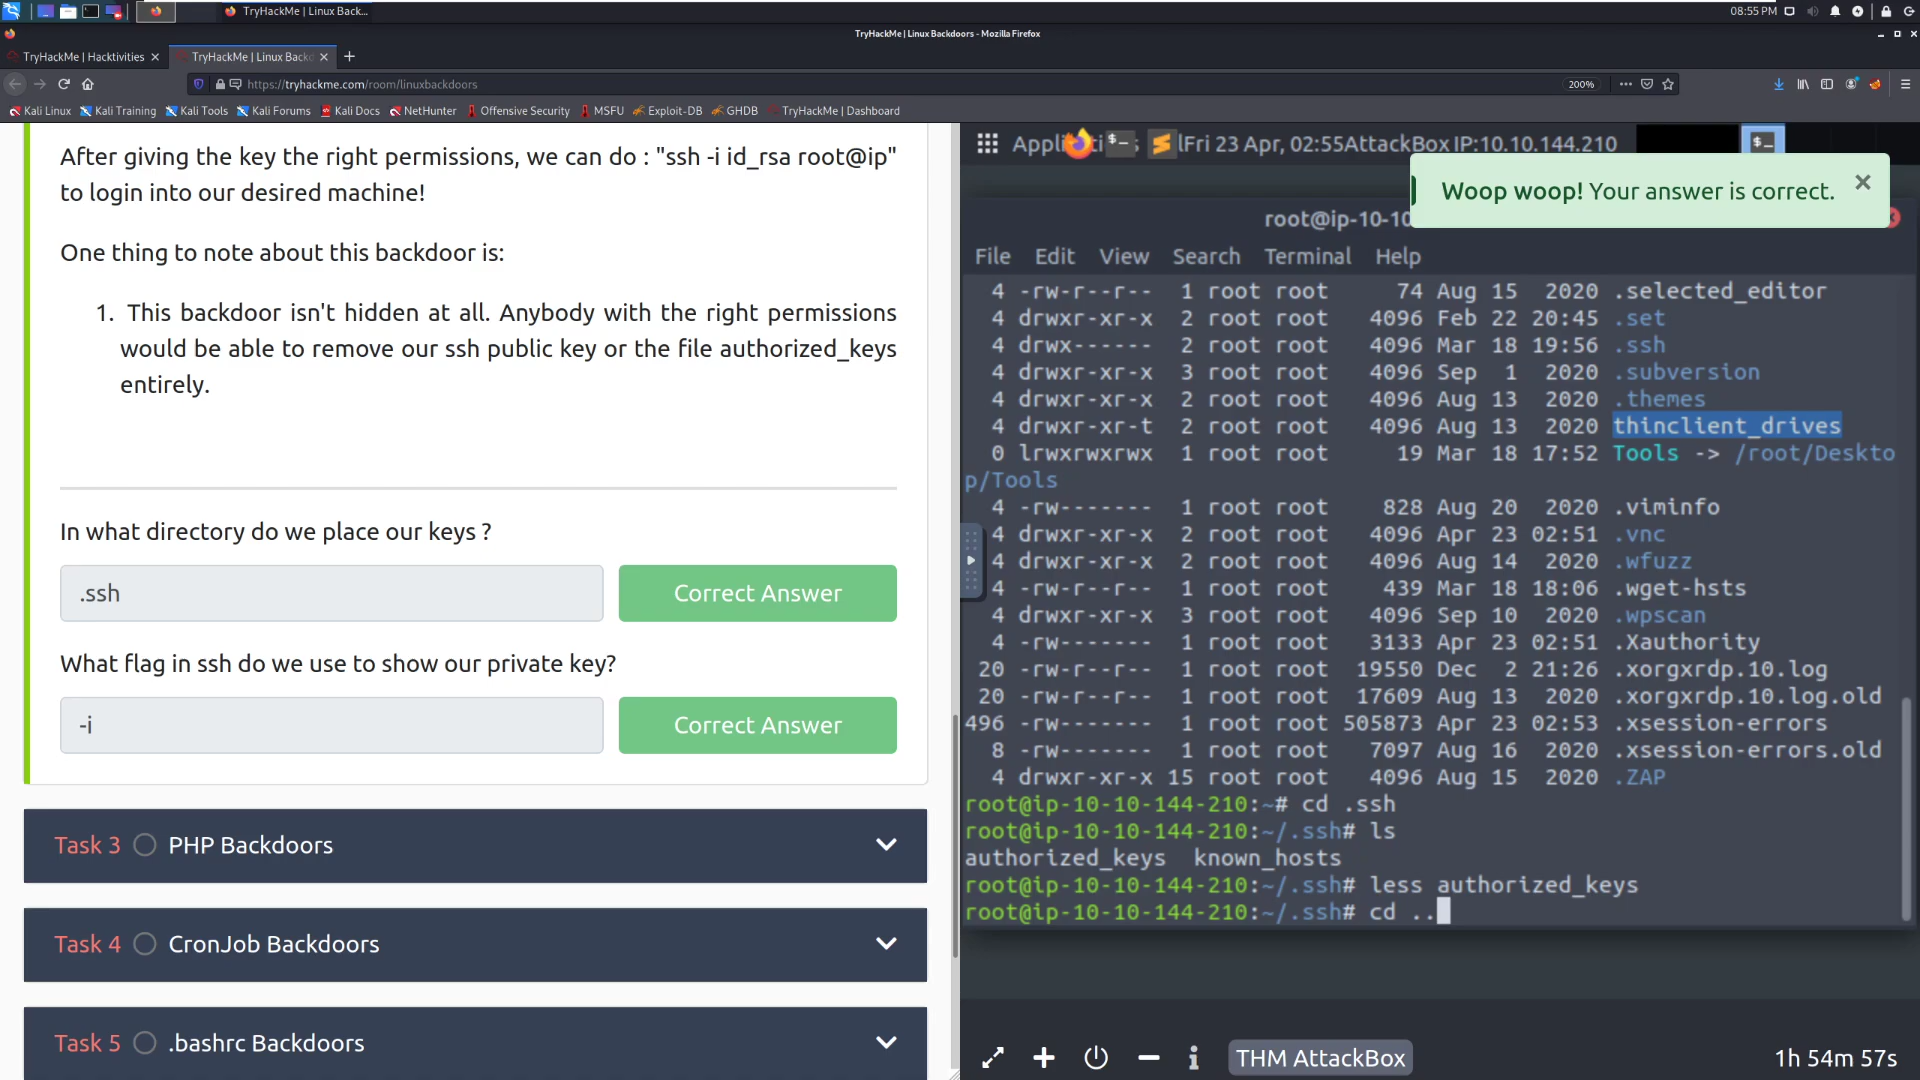 TryHackMe | Linux Back...
08:55 PM
TryHackMe | Linux Backdoors - Mozilla Firefox
TryHackMe | Hacktivities
TryHackMe | Linux Backdo
https://tryhackme.com/room/linuxbackdoors
200%
Kali Linux
Kali Training
Kali Tools
Kali Forums
Kali Docs
NetHunter
Offensive Security
MSFU
Exploit-DB
GHDB
TryHackMe | Dashboard
After giving the key the right permissions, we can do : "ssh -i id_rsa root@ip"
to login into our desired machine!
One thing to note about this backdoor is:
1. This backdoor isn't hidden at all. Anybody with the right permissions
would be able to remove our ssh public key or the file authorized_keys
entirely.
In what directory do we place our keys ?
.ssh
Correct Answer
What flag in ssh do we use to show our private key?
-i
Correct Answer
Task 3 PHP Backdoors
Task 4 CronJob Backdoors
Task 5 .bashrc Backdoors
Fri 23 Apr, 02:55 AttackBox IP:10.10.144.210
Woop woop! Your answer is correct.
root@ip-10-10
File Edit View Search Terminal Help
4 -rw-r--r-- 1 root root 74 Aug 15 2020 .selected_editor
4 drwxr-xr-x 2 root root 4096 Feb 22 20:45 .set
4 drwx------ 2 root root 4096 Mar 18 19:56 .ssh
4 drwxr-xr-x 3 root root 4096 Sep 1 2020 .subversion
4 drwxr-xr-x 2 root root 4096 Aug 13 2020 .themes
4 drwxr-xr-t 2 root root 4096 Aug 13 2020 thinclient_drives
0 lrwxrwxrwx 1 root root 19 Mar 18 17:52 Tools -> /root/Deskto
p/Tools
4 -rw------- 1 root root 828 Aug 20 2020 .viminfo
4 drwxr-xr-x 2 root root 4096 Apr 23 02:51 .vnc
4 drwxr-xr-x 2 root root 4096 Aug 14 2020 .wfuzz
4 -rw-r--r-- 1 root root 439 Mar 18 18:06 .wget-hsts
4 drwxr-xr-x 3 root root 4096 Sep 10 2020 .wpscan
4 -rw------- 1 root root 3133 Apr 23 02:51 .Xauthority
20 -rw-r--r-- 1 root root 19550 Dec 2 21:26 .xorgxrdp.10.log
20 -rw-r--r-- 1 root root 17609 Aug 13 2020 .xorgxrdp.10.log.old
496 -rw------- 1 root root 505873 Apr 23 02:53 .xsession-errors
8 -rw------- 1 root root 7097 Aug 16 2020 .xsession-errors.old
4 drwxr-xr-x 15 root root 4096 Aug 15 2020 .ZAP
root@ip-10-10-144-210:~# cd .ssh
root@ip-10-10-144-210:~/.ssh# ls
authorized_keys known_hosts
root@ip-10-10-144-210:~/.ssh# less authorized_keys
root@ip-10-10-144-210:~/.ssh# cd ..
THM AttackBox
1h 54m 57s